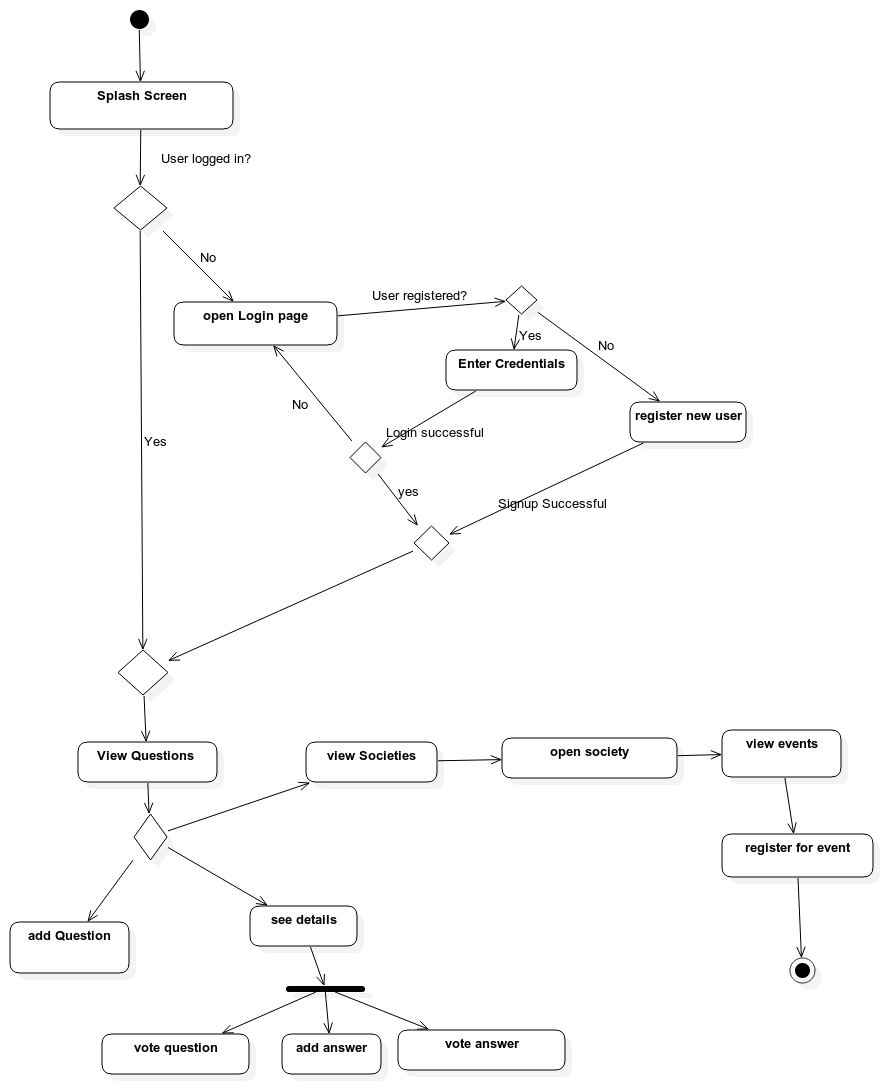 Splash Screen
User logged in?
No
User registered?
open Login page
Yes
No
Enter Credentials
No
register new user
Login successful
Yes
yes
Signup Successful
View Questions
view Societies
open society
view events
register for event
see details
add Question
vote question
add answer
vote answer